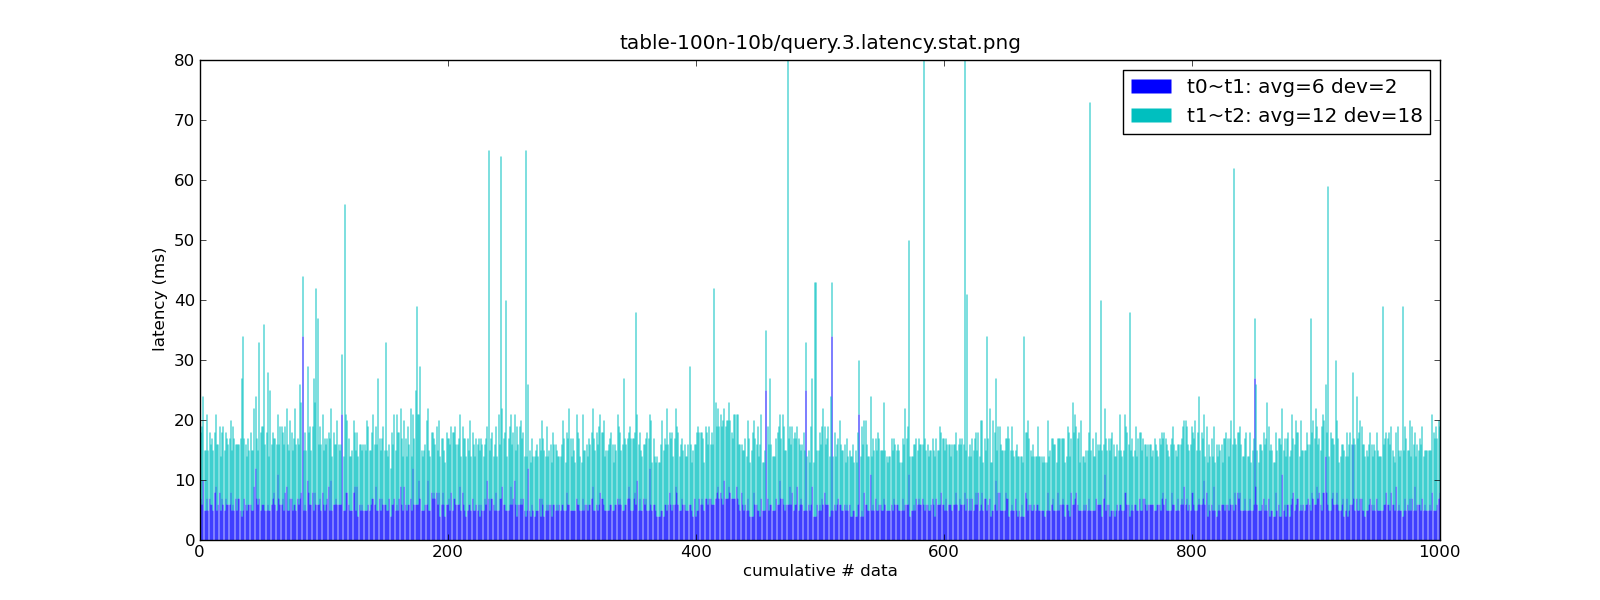 table-100n-10b/query.3.latency.stat.png
80
70
60
50
40
30
20
10
0
latency (ms)
t0~t1: avg=6 dev=2
t1~t2: avg=12 dev=18
0 200 400 600 800 1000
cumulative # data